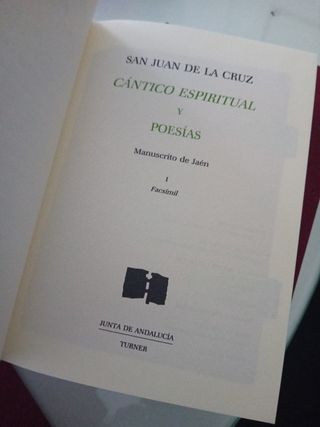 SAN JUAN DE LA CRUZ
CÁNTICO ESPIRITUAL
Y
POESÍAS
Manuscrito de Jaén
I
Facsímil
JUNTA DE ANDALUCÍA
TURNER